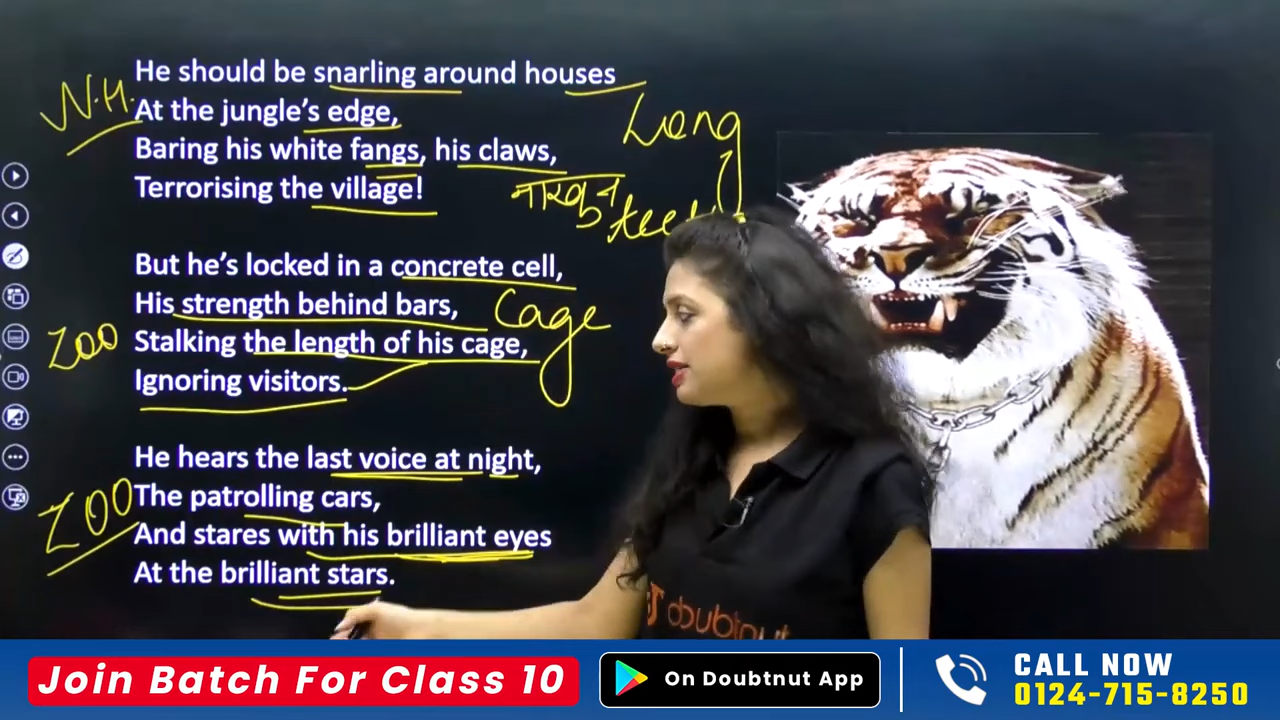 He should be snarling around houses
N.H.
At the jungle's edge,
Long
Baring his white fangs, his claws,
Terrorising the village!
But he's locked in a concrete cell,
His strength behind bars,
Cage
Zoo
Stalking the length of his cage,
Ignoring visitors.
He hears the last voice at night,
ZOO
The patrolling cars,
And stares with his brilliant eyes
At the brilliant stars.
doubtnut
Join Batch For Class 10
On Doubtnut App
CALL NOW
0124-715-8250